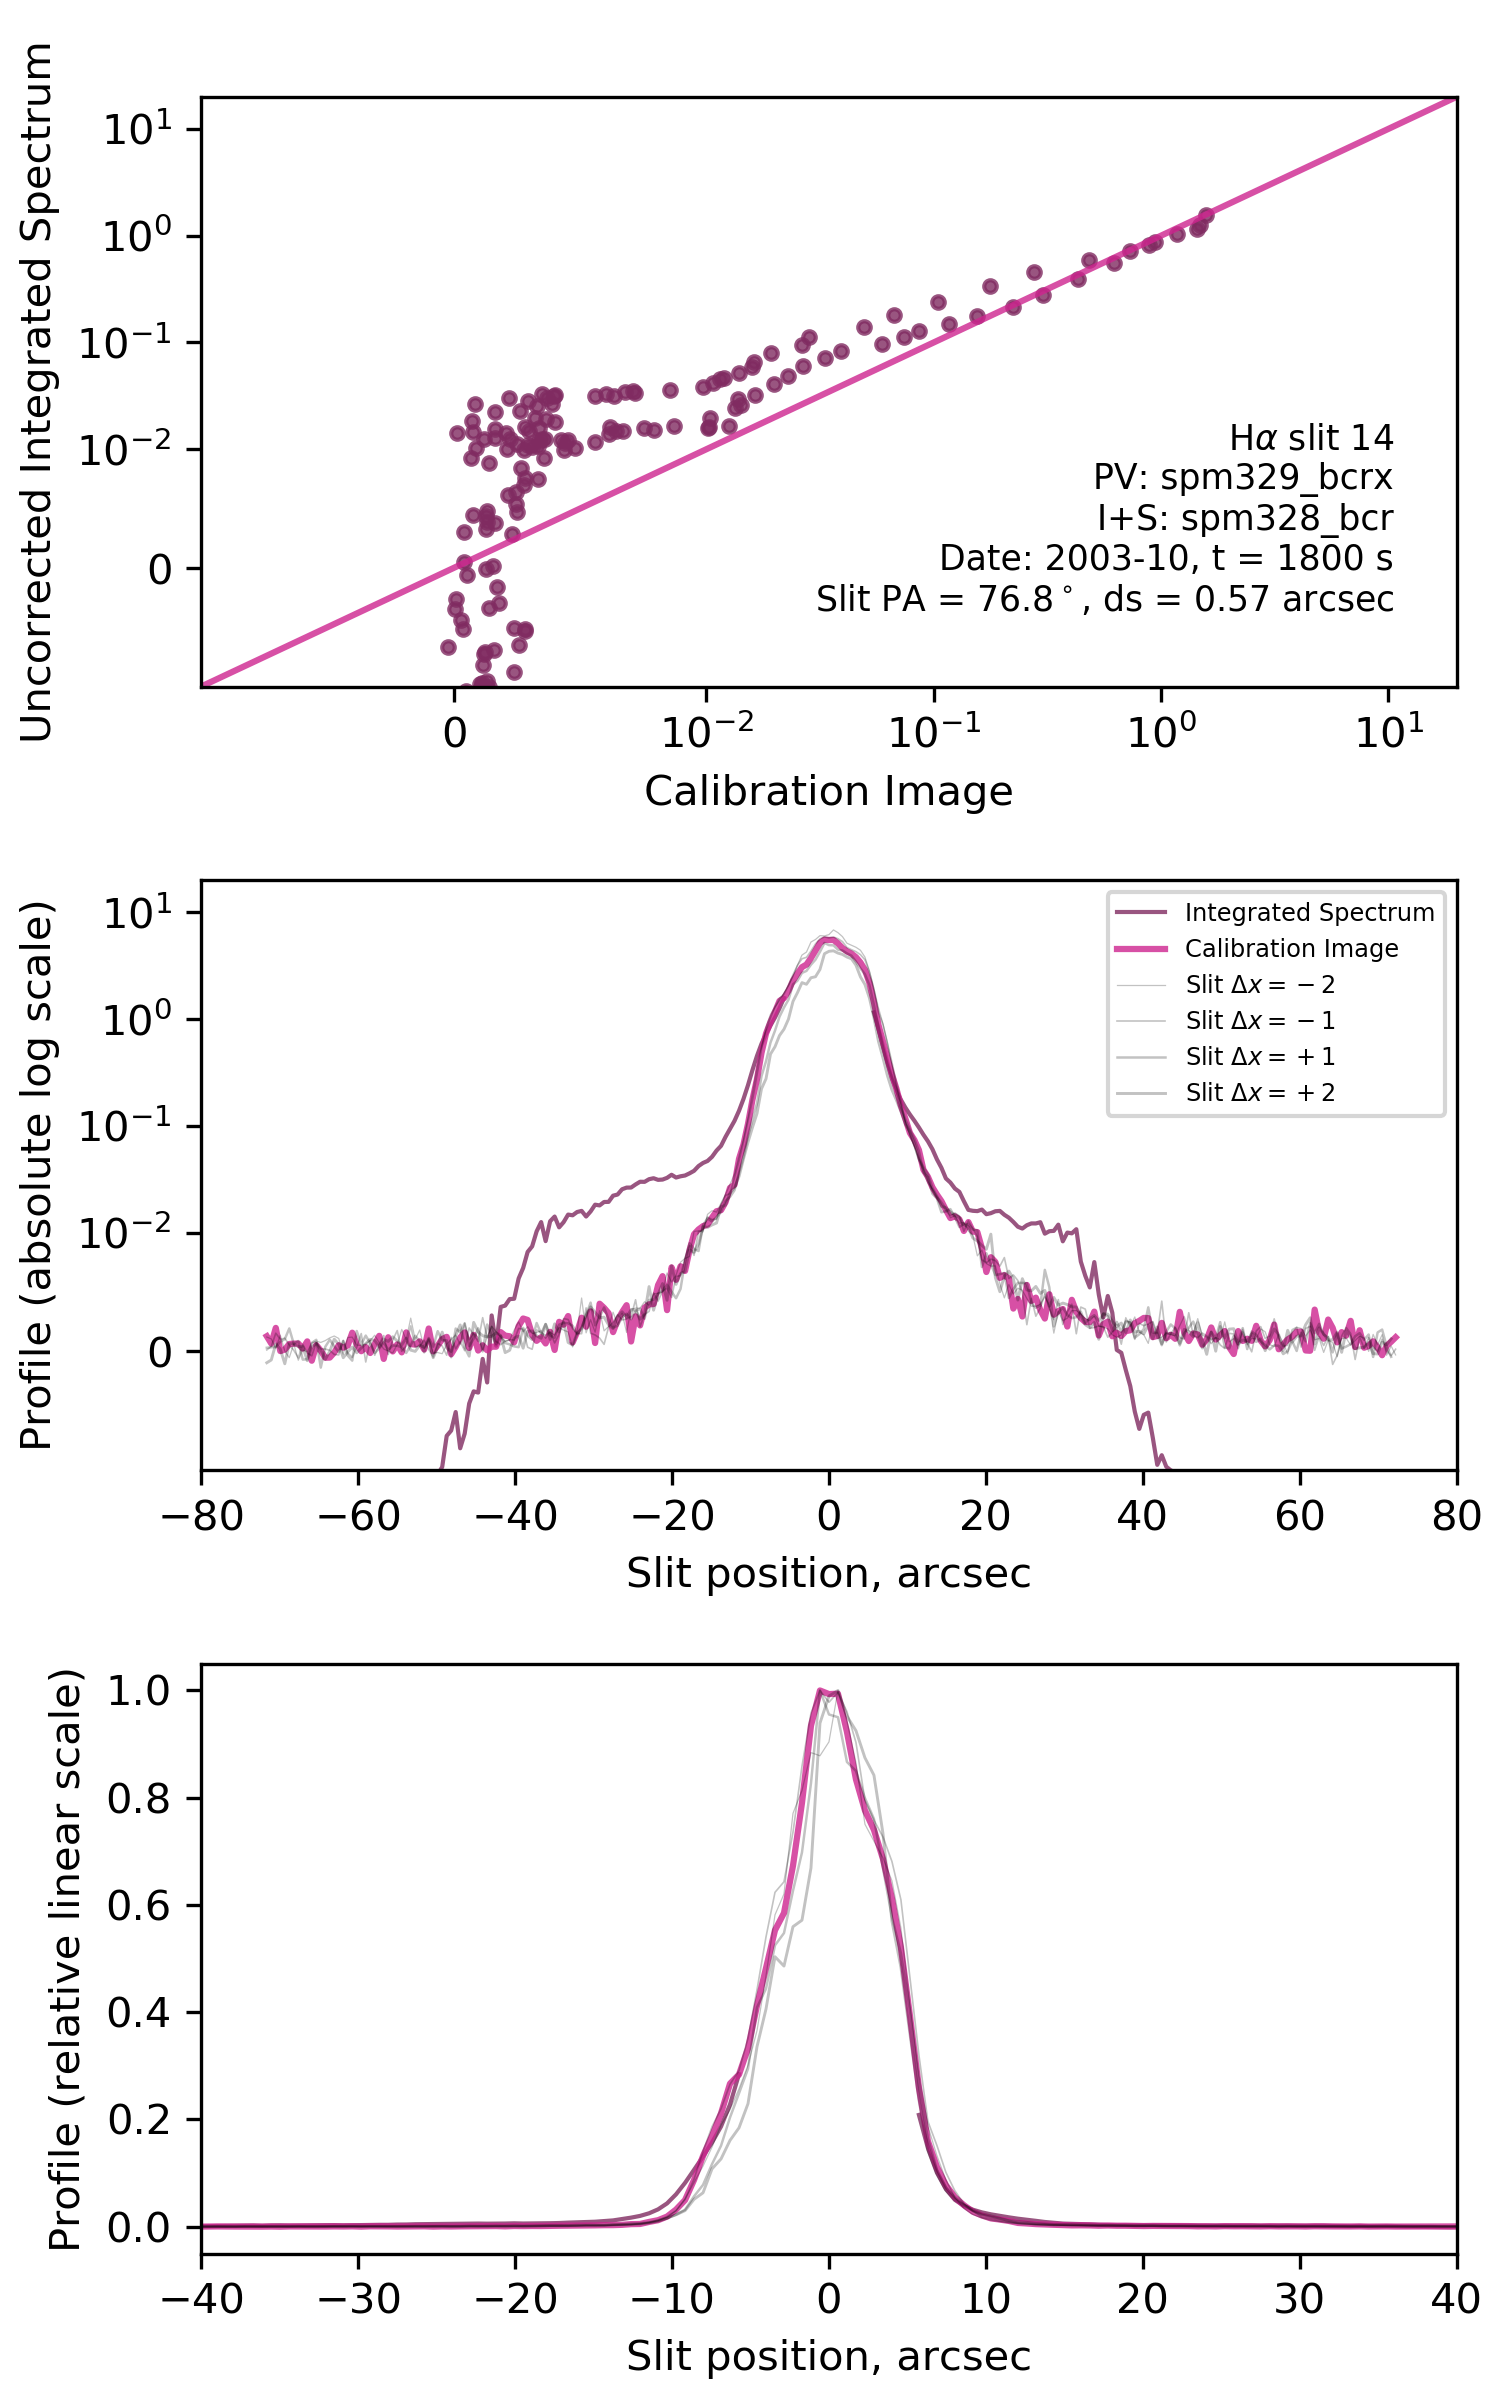 Uncorrected Integrated Spectrum
10¹
10⁰
10⁻¹
10⁻²
0
Hα slit 14
PV: spm329_bcrx
I+S: spm328_bcr
Date: 2003-10, t = 1800 s
Slit PA = 76.8°, ds = 0.57 arcsec
0 10⁻² 10⁻¹ 10⁰ 10¹
Calibration Image
Profile (absolute log scale)
10¹
10⁰
10⁻¹
10⁻²
0
Integrated Spectrum
Calibration Image
Slit Δx = −2
Slit Δx = −1
Slit Δx = +1
Slit Δx = +2
−80 −60 −40 −20 0 20 40 60 80
Slit position, arcsec
Profile (relative linear scale)
1.0
0.8
0.6
0.4
0.2
0.0
−40 −30 −20 −10 0 10 20 30 40
Slit position, arcsec